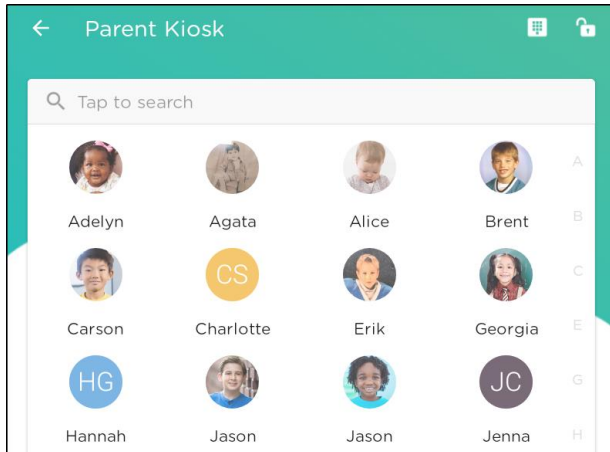 Parent Kiosk
Tap to search
A
Adelyn Agata Alice Brent
B
CS
C
Carson Charlotte Erik Georgia
E
HG JC
G
Hannah Jason Jason Jenna
H